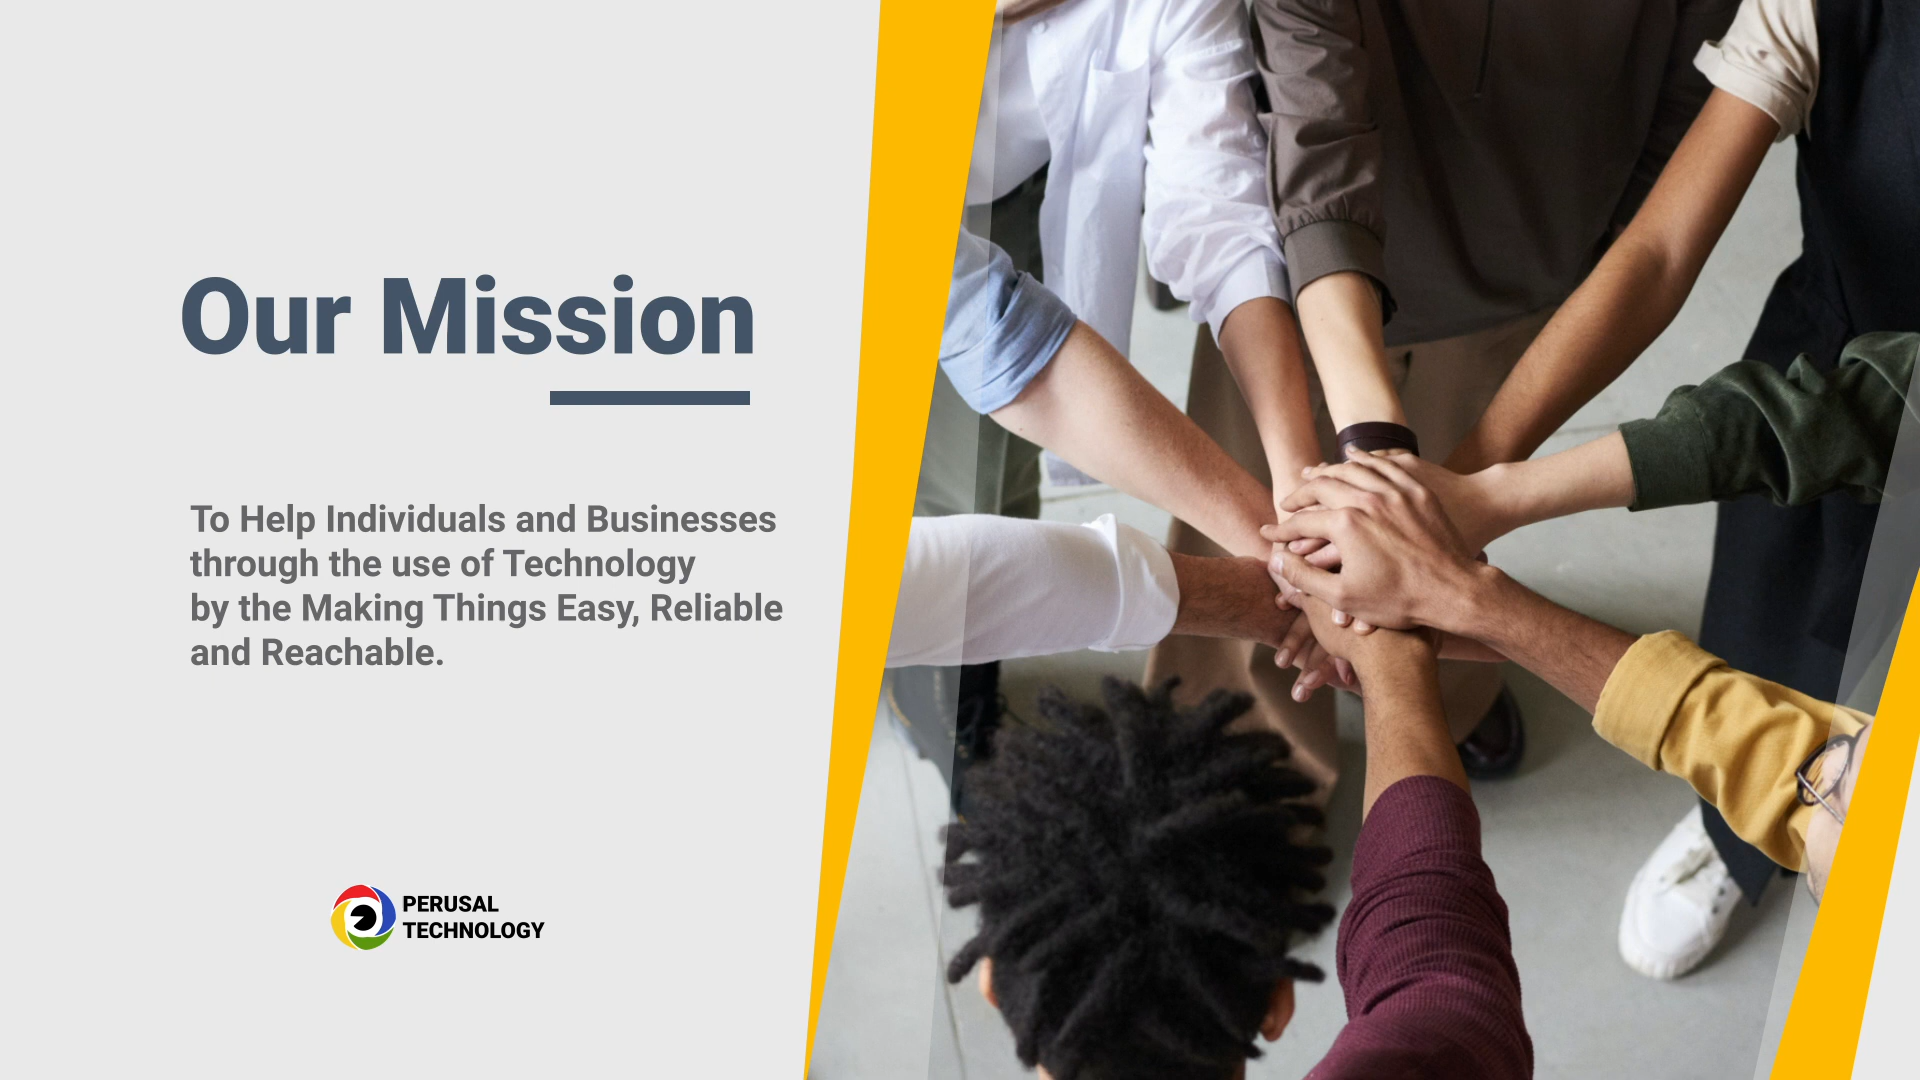 Our Mission
To Help Individuals and Businesses
through the use of Technology
by the Making Things Easy, Reliable
and Reachable.
PERUSAL
TECHNOLOGY